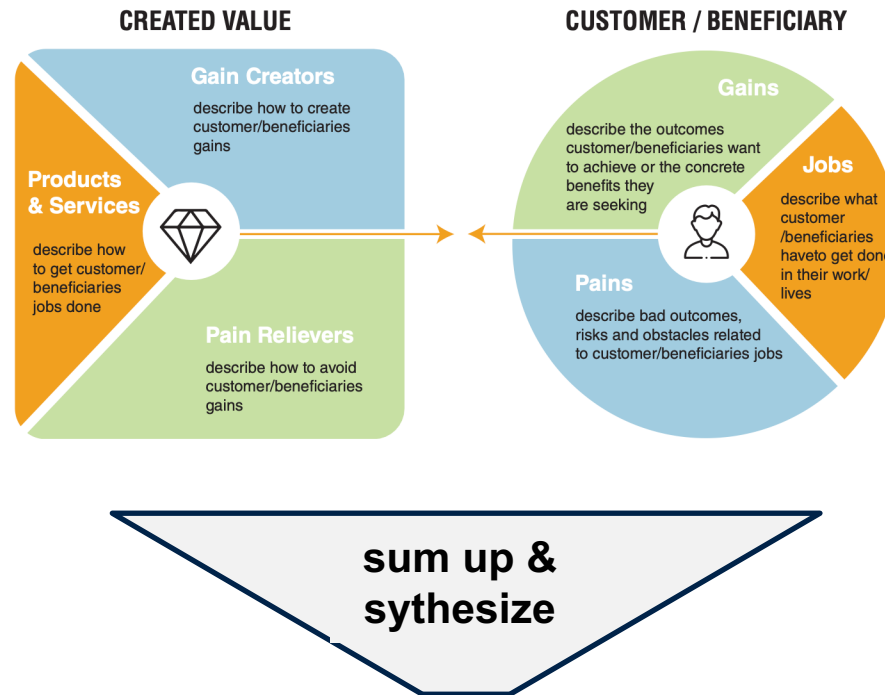 CREATED VALUE
Gain Creators
describe how to create
customer/beneficiaries
gains
Products
& Services
describe how
to get customer/
beneficiaries
jobs done
Pain Relievers
describe how to avoid
customer/beneficiaries
gains
CUSTOMER / BENEFICIARY
Gains
describe the outcomes
customer/beneficiaries want
to achieve or the concrete
benefits they
are seeking
Jobs
describe what
customer
/beneficiaries
haveto get done
in their work/
lives
Pains
describe bad outcomes,
risks and obstacles related
to customer/beneficiaries jobs
sum up &
sythesize